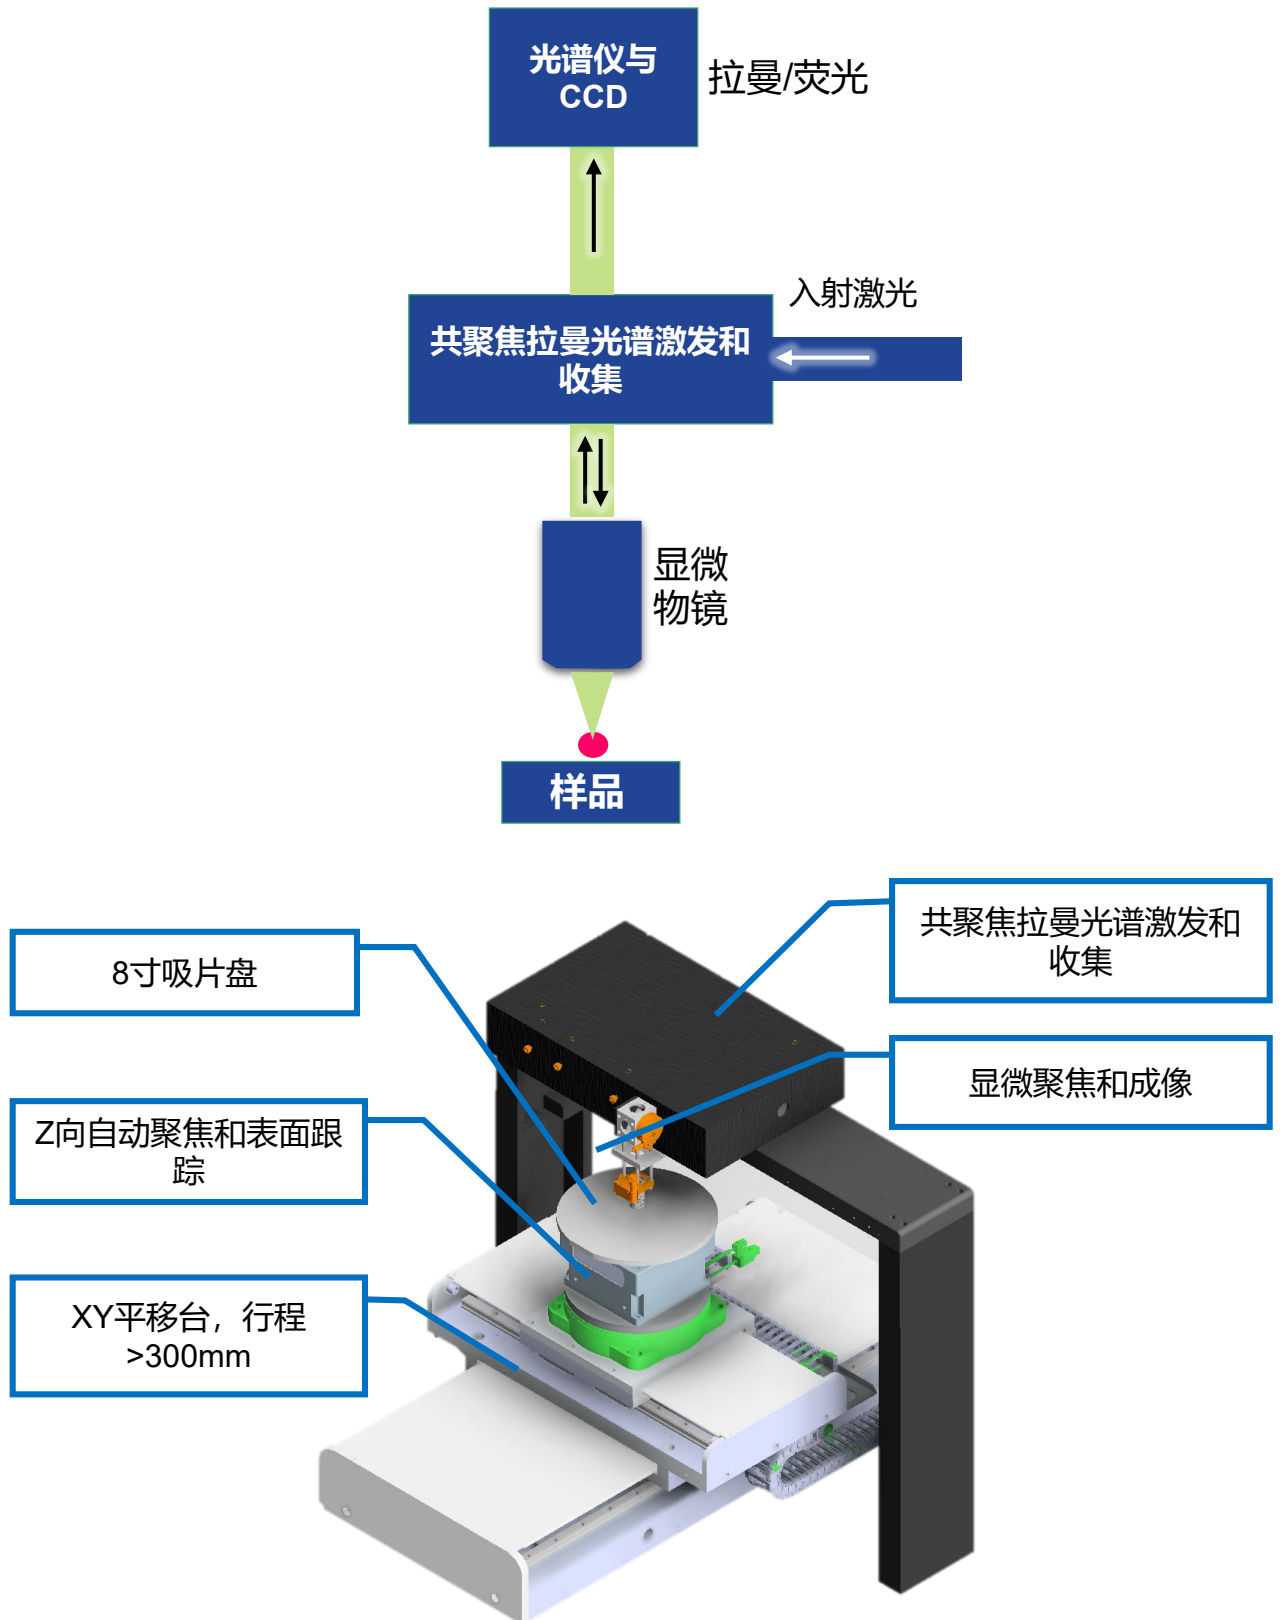 光谱仪与
CCD
拉曼/荧光
入射激光
共聚焦拉曼光谱激发和
收集
显微
物镜
样品
共聚焦拉曼光谱激发和
收集
8寸吸片盘
显微聚焦和成像
Z向自动聚焦和表面跟
踪
XY平移台，行程
>300mm